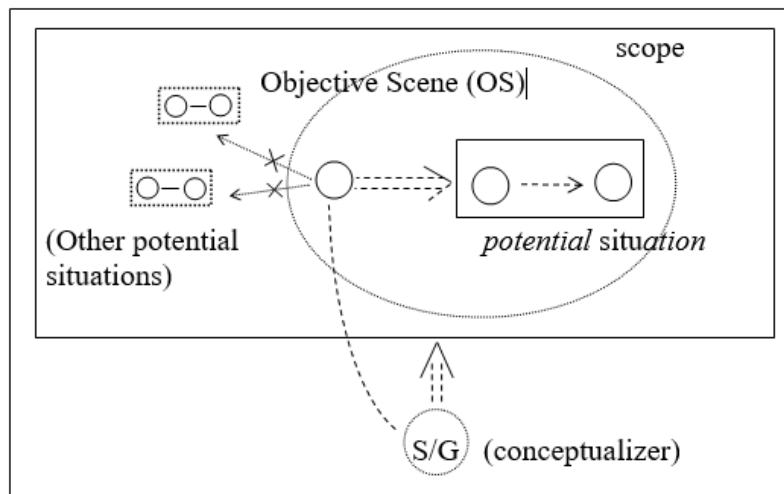 scope
Objective Scene (OS)
(Other potential
situations)
potential situation
S/G (conceptualizer)